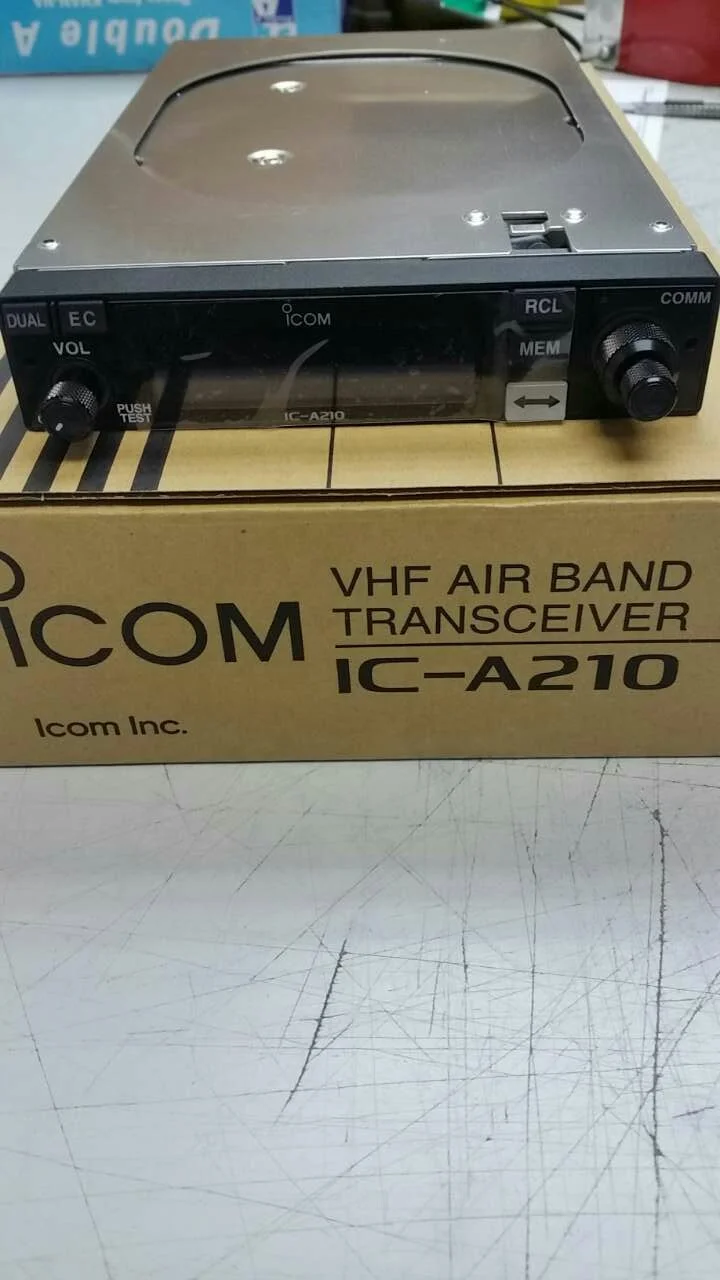 Double A
DUAL
EC
VOL
PUSH
TEST
ICOM
IC-A210
RCL
MEM
COMM
ICOM
VHF AIR BAND
TRANSCEIVER
IC-A210
Icom Inc.